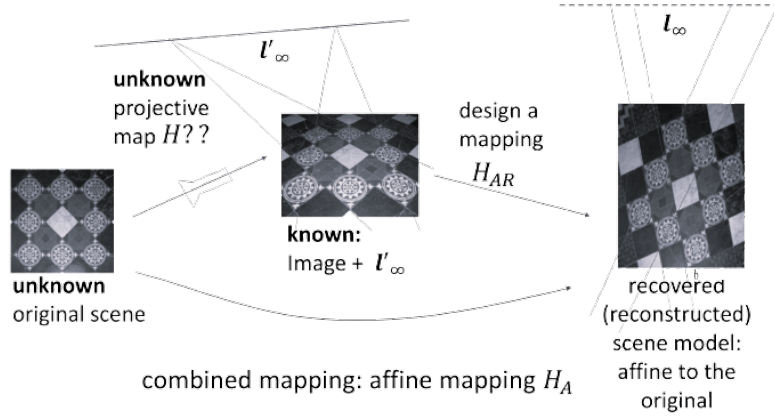 l'∞
l∞
unknown
projective
map H??
design a
mapping
H_AR
known:
Image + l'∞
unknown
original scene
recovered
(reconstructed)
scene model:
affine to the
original
combined mapping: affine mapping H_A